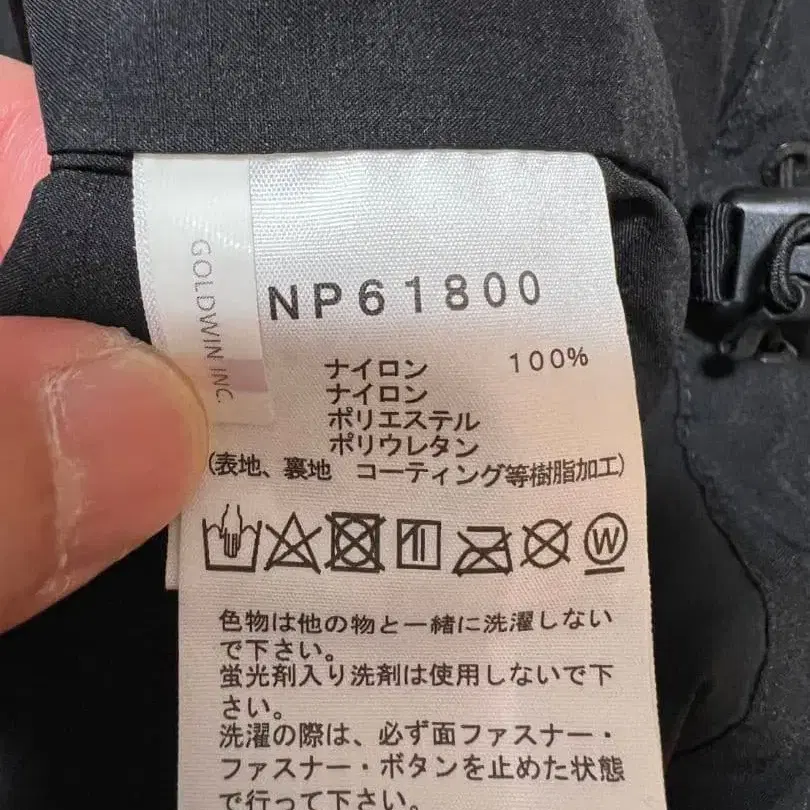 GOLDWIN INC.
NP61800
ナイロン 100%
ナイロン
ポリエステル
ポリウレタン
(表地、裏地 コーティング等樹脂加工)
W
色物は他の物と一緒に洗濯しない
で下さい。
蛍光剤入り洗剤は使用しないで下
さい。
洗濯の際は、必ず面ファスナー・
ファスナー・ボタンを止めた状態
で行って下さい。